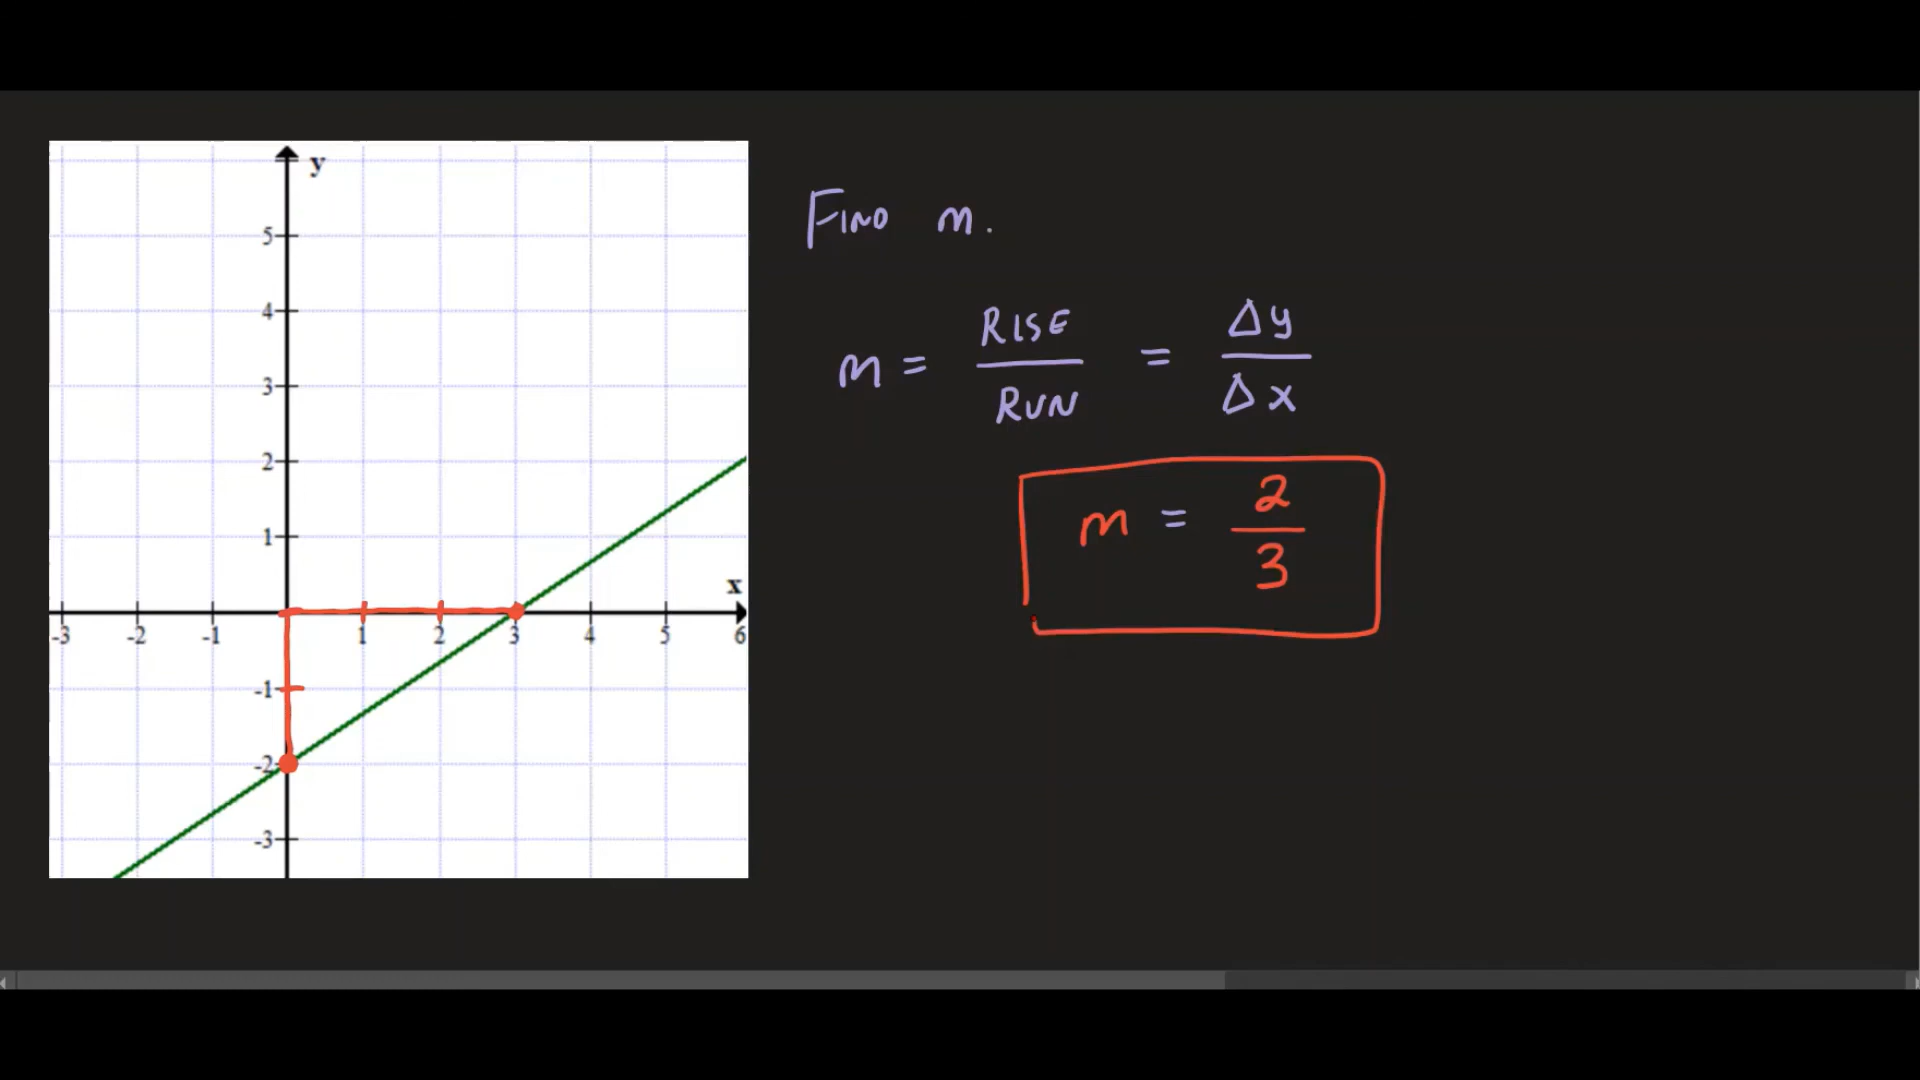 y
5
4
3
2
1
x
-3 -2 -1 1 2 3 4 5 6
-1
-2
-3
FIND m.
m = RISE / RUN = Δy / Δx
m = 2 / 3